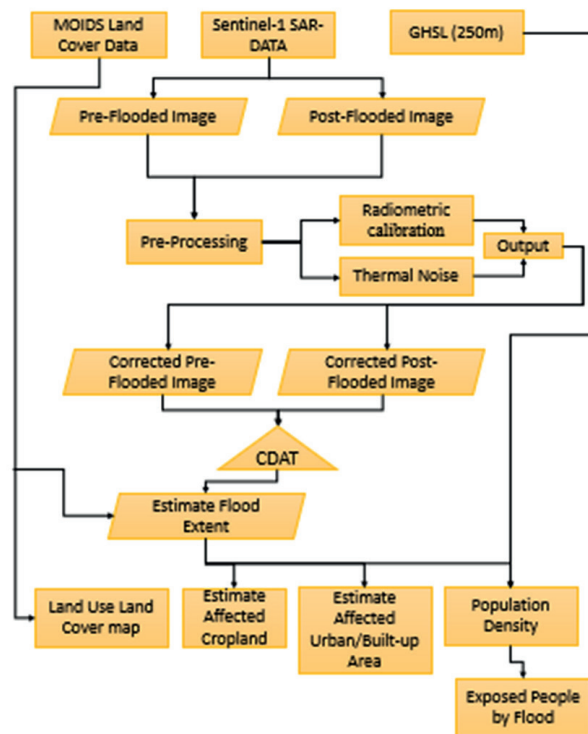 MOIDS Land
Cover Data
Sentinel-1 SAR-
DATA
GHSL (250m)
Pre-Flooded Image
Post-Flooded Image
Pre-Processing
Radiometric
calibration
Output
Thermal Noise
Corrected Pre-
Flooded Image
Corrected Post-
Flooded Image
CDAT
Estimate Flood
Extent
Land Use Land
Cover map
Estimate
Affected
Cropland
Estimate
Affected
Urban/Built-up
Area
Population
Density
Exposed People
by Flood